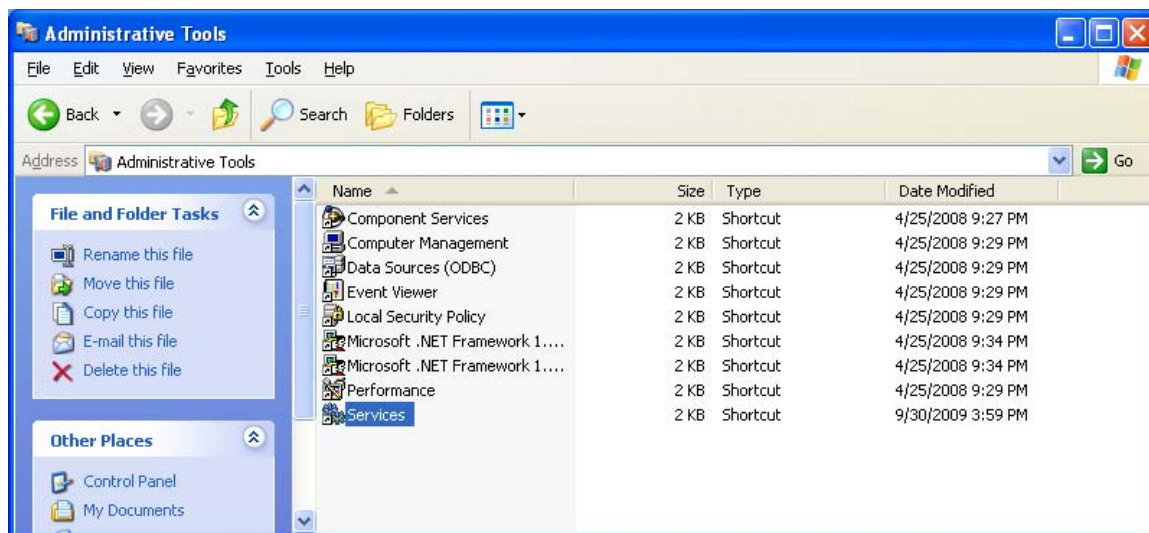 Administrative Tools
File Edit View Favorites Tools Help
Back Search Folders
Address Administrative Tools Go
File and Folder Tasks
Rename this file
Move this file
Copy this file
E-mail this file
Delete this file
Other Places
Control Panel
My Documents
Name Size Type Date Modified
Component Services 2 KB Shortcut 4/25/2008 9:27 PM
Computer Management 2 KB Shortcut 4/25/2008 9:29 PM
Data Sources (ODBC) 2 KB Shortcut 4/25/2008 9:29 PM
Event Viewer 2 KB Shortcut 4/25/2008 9:29 PM
Local Security Policy 2 KB Shortcut 4/25/2008 9:29 PM
Microsoft .NET Framework 1.... 2 KB Shortcut 4/25/2008 9:34 PM
Microsoft .NET Framework 1.... 2 KB Shortcut 4/25/2008 9:34 PM
Performance 2 KB Shortcut 4/25/2008 9:29 PM
Services 2 KB Shortcut 9/30/2009 3:59 PM